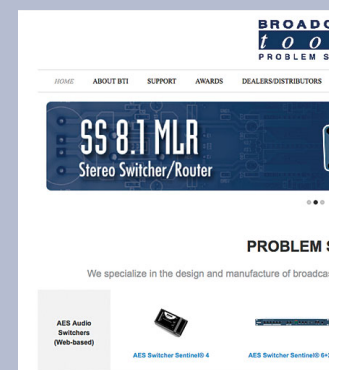 BROADC
t o o
PROBLEM S
HOME ABOUT BTI SUPPORT AWARDS DEALERS/DISTRIBUTORS
SS 8.1 MLR
Stereo Switcher/Router
PROBLEM S
We specialize in the design and manufacture of broadcas
AES Audio
Switchers
(Web-based)
AES Switcher Sentinel® 4
AES Switcher Sentinel® 6+